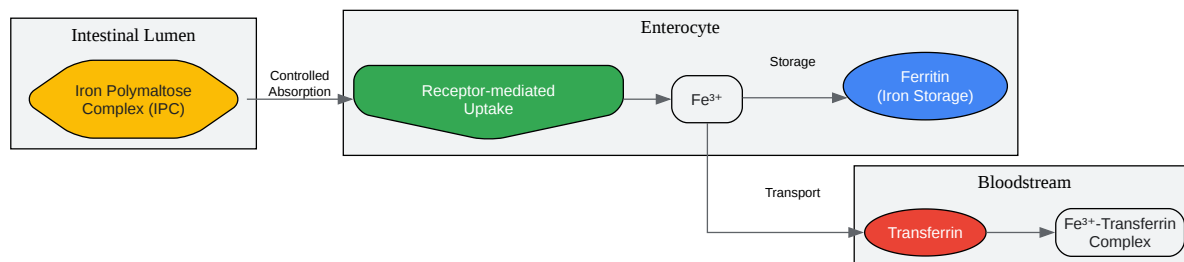 Intestinal Lumen
Iron Polymaltose
Complex (IPC)
Controlled
Absorption
Enterocyte
Receptor-mediated
Uptake
Fe³⁺
Storage
Ferritin
(Iron Storage)
Transport
Bloodstream
Transferrin
Fe³⁺-Transferrin
Complex